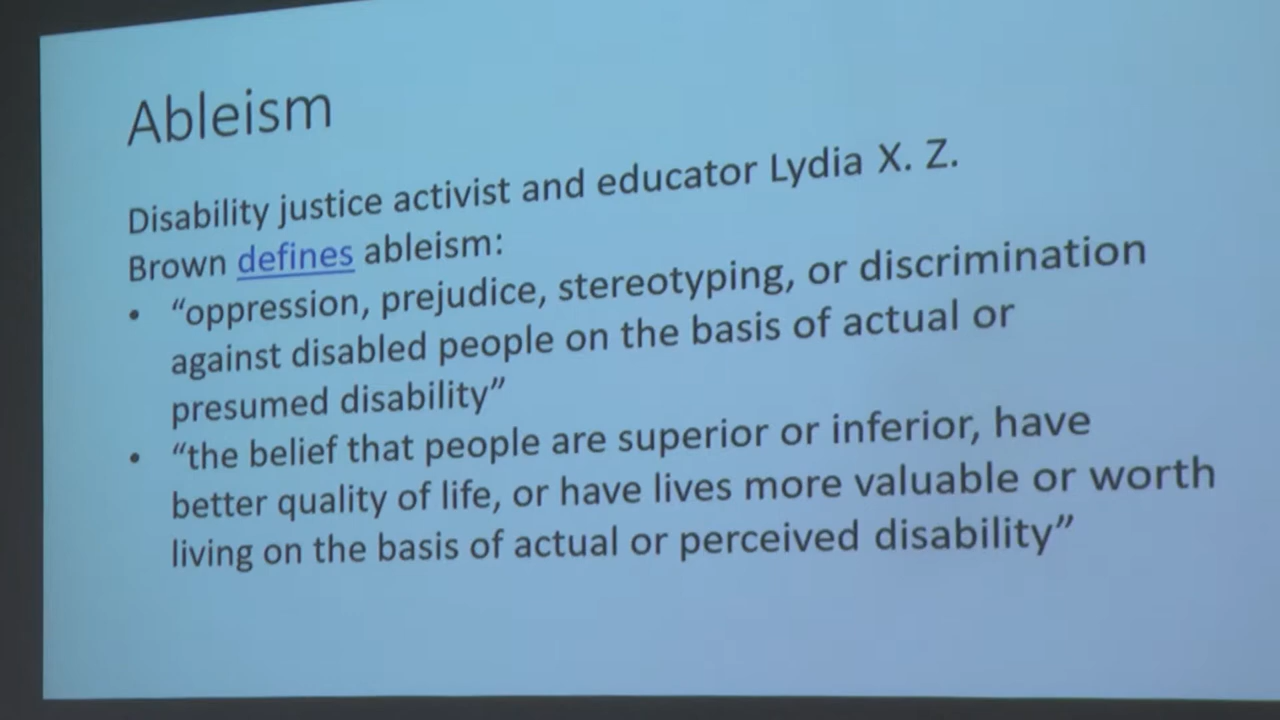 Ableism
Disability justice activist and educator Lydia X. Z.
Brown defines ableism:
• “oppression, prejudice, stereotyping, or discrimination
against disabled people on the basis of actual or
presumed disability”
• “the belief that people are superior or inferior, have
better quality of life, or have lives more valuable or worth
living on the basis of actual or perceived disability”